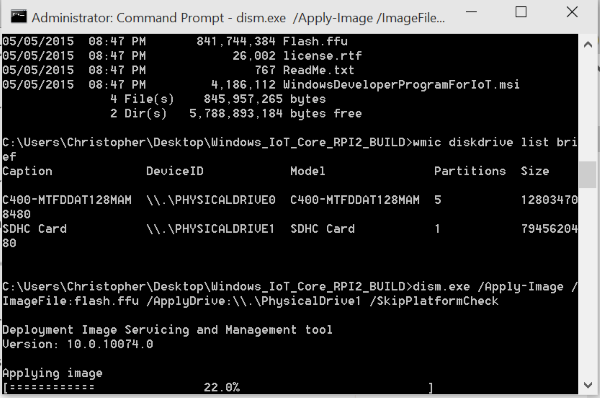 Administrator: Command Prompt - dism.exe /Apply-Image /ImageFile...
05/05/2015  08:47 PM       841,744,384 Flash.ffu
05/05/2015  08:47 PM            26,002 license.rtf
05/05/2015  08:47 PM               767 ReadMe.txt
05/05/2015  08:47 PM         4,186,112 WindowsDeveloperProgramForIoT.msi
4 File(s)    845,957,265 bytes
2 Dir(s)   5,788,893,184 bytes free
C:\Users\Christopher\Desktop\Windows_IoT_Core_RPI2_BUILD>wmic diskdrive list bri
ef
Caption              DeviceID            Model              Partitions  Size
C400-MTFDDAT128MAM  \\.\PHYSICALDRIVE0  C400-MTFDDAT128MAM  5           12803470
8480
SDHC Card           \\.\PHYSICALDRIVE1  SDHC Card           1           79456204
80
C:\Users\Christopher\Desktop\Windows_IoT_Core_RPI2_BUILD>dism.exe /Apply-Image /
ImageFile:flash.ffu /ApplyDrive:\\.\PhysicalDrive1 /SkipPlatformCheck
Deployment Image Servicing and Management tool
Version: 10.0.10074.0
Applying image
[============               22.0%                          ]